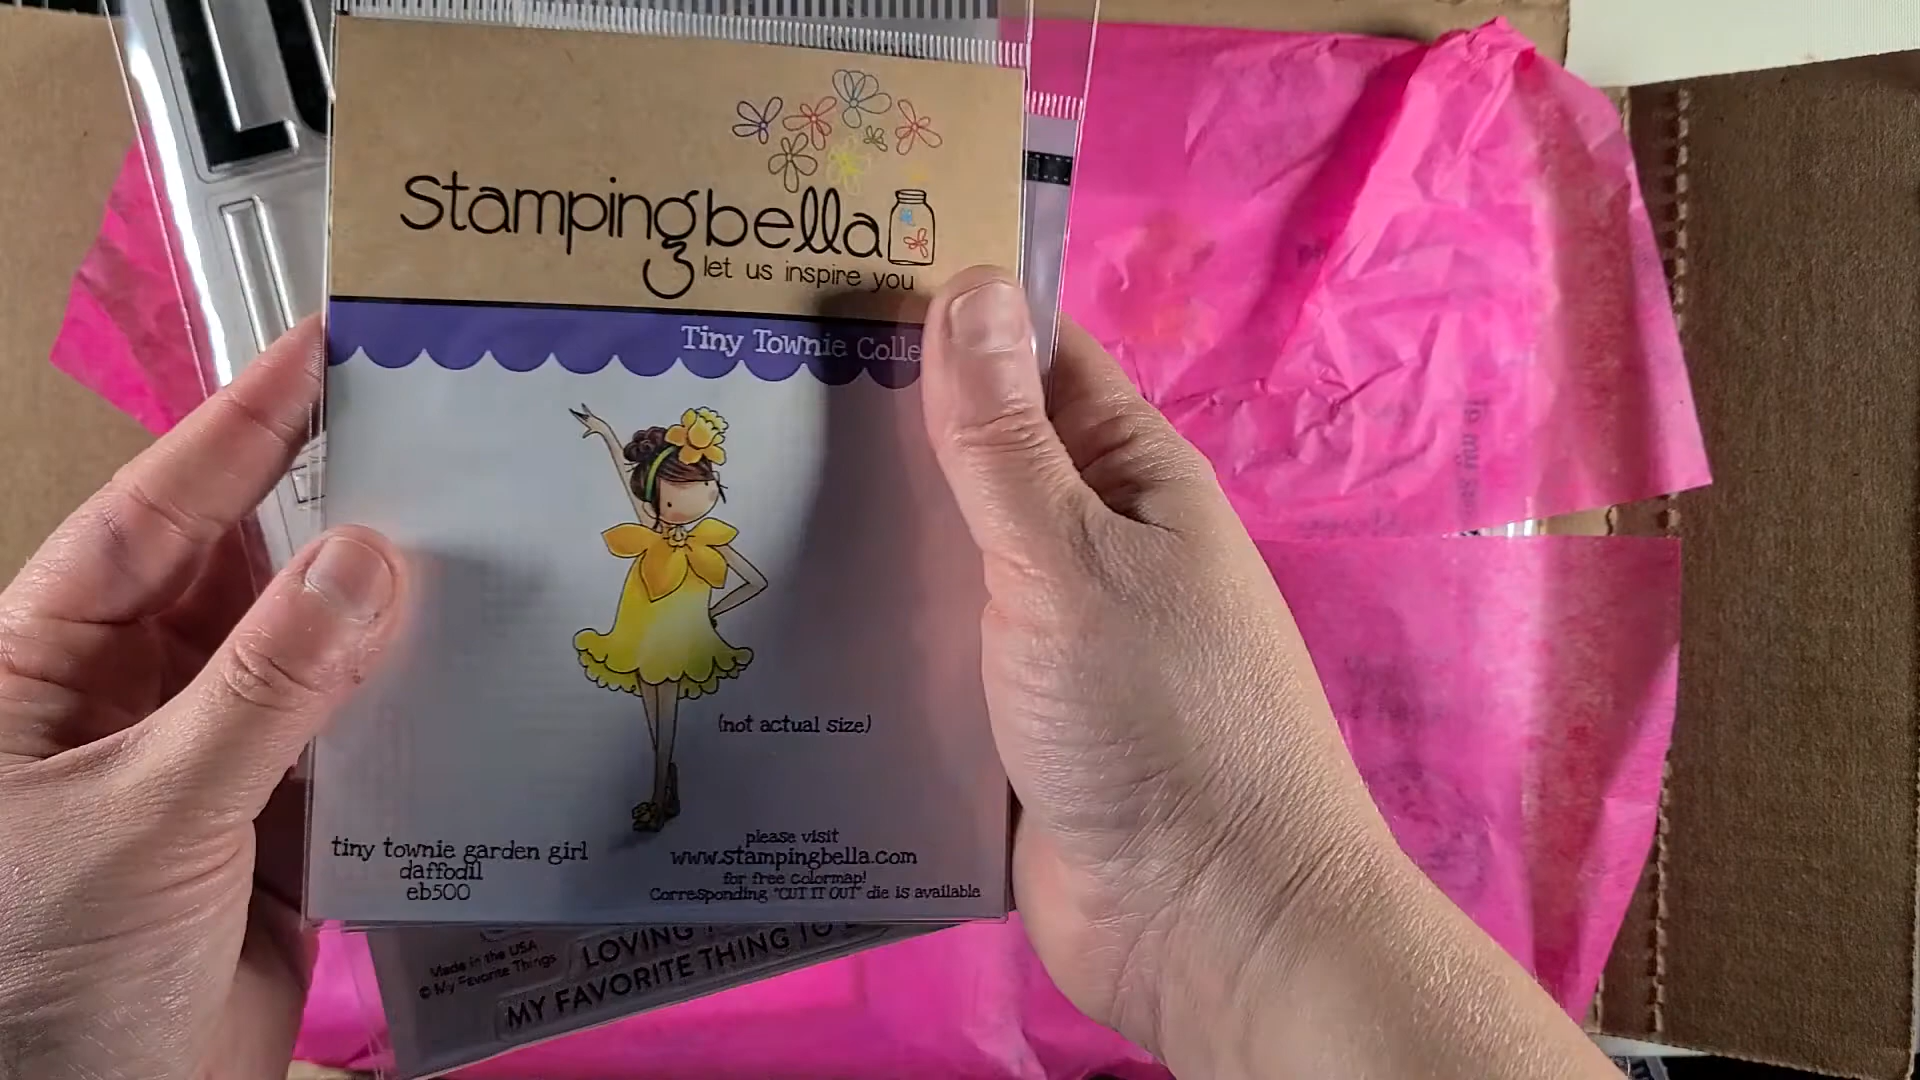 Stampingbella
let us inspire you
Tiny Townie
(not actual size)
tiny townie garden girl
daffodil
eb500
please visit
www.stampingbella.com
for free colormap!
Corresponding "CUT IT OUT" die is available
Made in the USA
© My Favorite Things
LOVING
MY FAVORITE THING TO